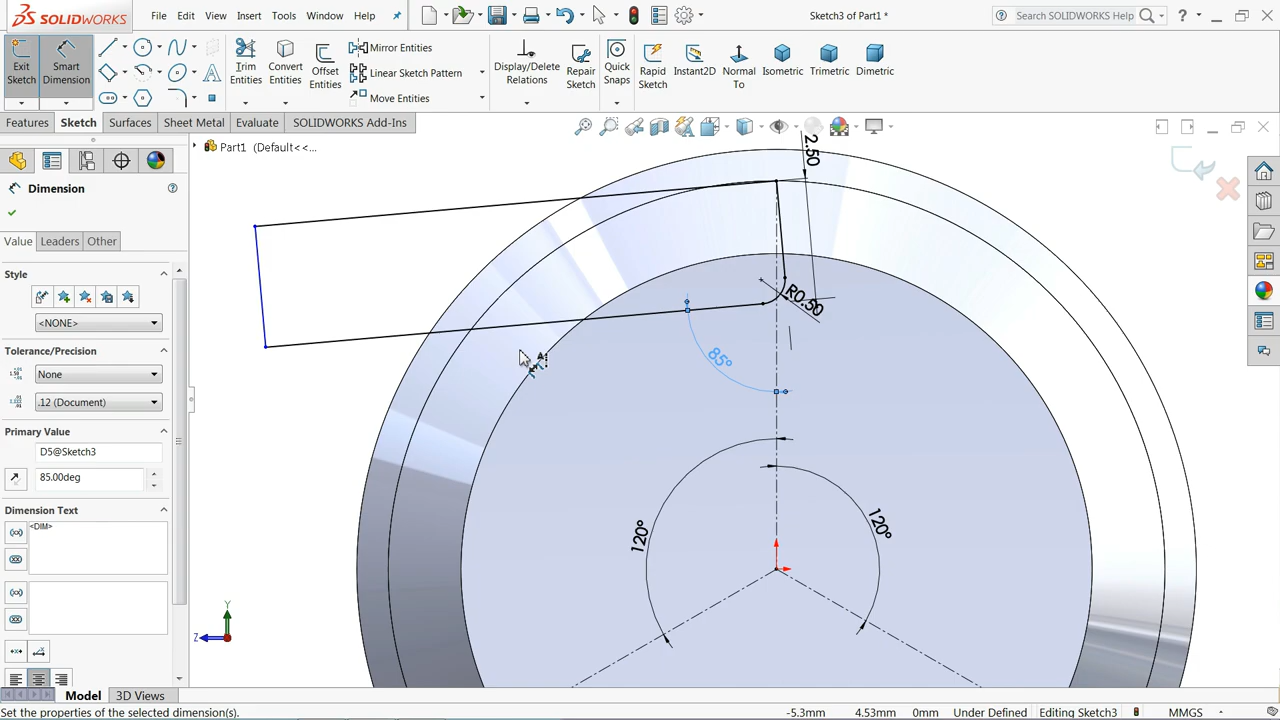 SOLIDWORKS
File
Edit
View
Insert
Tools
Window
Help
Sketch3 of Part1 *
Search SOLIDWORKS Help
?
Exit
Sketch
Smart
Dimension
Trim
Entities
Convert
Entities
Offset
Entities
Mirror Entities
Linear Sketch Pattern
Move Entities
Display/Delete
Relations
Repair
Sketch
Quick
Snaps
Rapid
Sketch
Instant2D
Normal
To
Isometric
Trimetric
Dimetric
Features
Sketch
Surfaces
Sheet Metal
Evaluate
SOLIDWORKS Add-Ins
Part1 (Default<<...
Dimension
Value
Leaders
Other
Style
<NONE>
Tolerance/Precision
None
.12 (Document)
Primary Value
D5@Sketch3
85.00deg
Dimension Text
<DIM>
2.50
R0.50
85°
120°
120°
Y
Z
Model
3D Views
Set the properties of the selected dimension(s).
-5.3mm
4.53mm
0mm
Under Defined
Editing Sketch3
MMGS